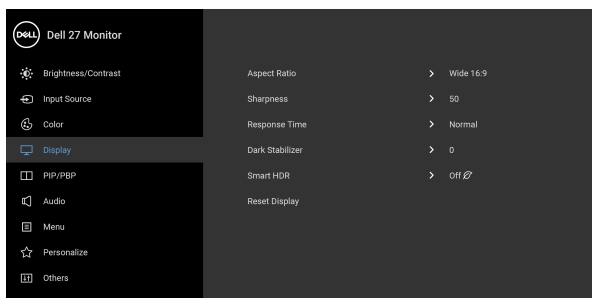 DELL Dell 27 Monitor
Brightness/Contrast
Input Source
Color
Display
PIP/PBP
Audio
Menu
Personalize
Others
Aspect Ratio > Wide 16:9
Sharpness > 50
Response Time > Normal
Dark Stabilizer > 0
Smart HDR > Off
Reset Display